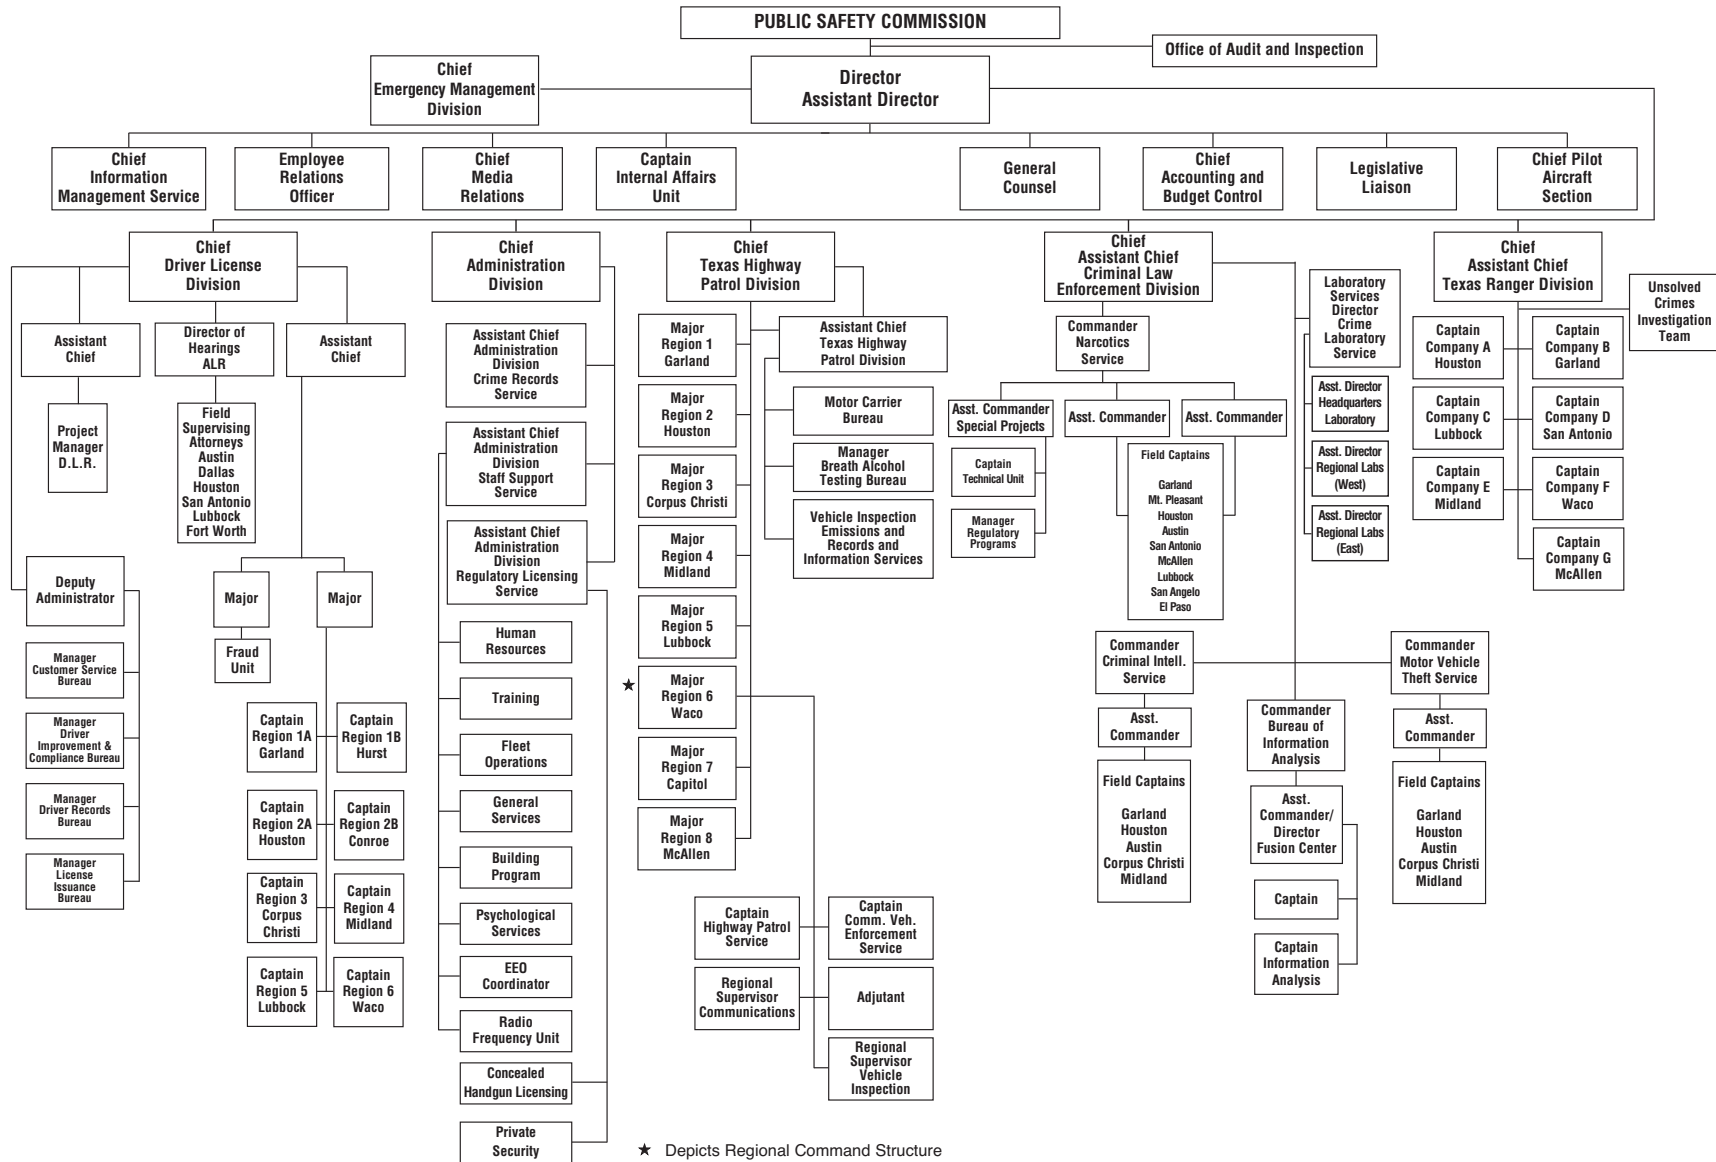 PUBLIC SAFETY COMMISSION
Office of Audit and Inspection
Chief
Emergency Management
Division
Director
Assistant Director
Chief
Information
Management Service
Employee
Relations
Officer
Chief
Media
Relations
Captain
Internal Affairs
Unit
General
Counsel
Chief
Accounting and
Budget Control
Legislative
Liaison
Chief Pilot
Aircraft
Section
Chief
Driver License
Division
Assistant
Chief
Project
Manager
D.L.R.
Director of
Hearings
ALR
Field
Supervising
Attorneys
Austin
Dallas
Houston
San Antonio
Lubbock
Fort Worth
Assistant
Chief
Deputy
Administrator
Manager
Customer Service
Bureau
Manager
Driver
Improvement &
Compliance Bureau
Manager
Driver Records
Bureau
Manager
License
Issuance
Bureau
Major
Fraud
Unit
Major
Captain
Region 1A
Garland
Captain
Region 1B
Hurst
Captain
Region 2A
Houston
Captain
Region 2B
Conroe
Captain
Region 3
Corpus
Christi
Captain
Region 4
Midland
Captain
Region 5
Lubbock
Captain
Region 6
Waco
Chief
Administration
Division
Assistant Chief
Administration
Division
Crime Records
Service
Assistant Chief
Administration
Division
Staff Support
Service
Assistant Chief
Administration
Division
Regulatory Licensing
Service
Human
Resources
Training
Fleet
Operations
General
Services
Building
Program
Psychological
Services
EEO
Coordinator
Radio
Frequency Unit
Concealed
Handgun Licensing
Private
Security
Chief
Texas Highway
Patrol Division
Major
Region 1
Garland
Major
Region 2
Houston
Major
Region 3
Corpus Christi
Major
Region 4
Midland
Major
Region 5
Lubbock
★
Major
Region 6
Waco
Major
Region 7
Capitol
Major
Region 8
McAllen
Assistant Chief
Texas Highway
Patrol Division
Motor Carrier
Bureau
Manager
Breath Alcohol
Testing Bureau
Vehicle Inspection
Emissions and
Records and
Information Services
Captain
Highway Patrol
Service
Captain
Comm. Veh.
Enforcement
Service
Regional
Supervisor
Communications
Adjutant
Regional
Supervisor
Vehicle
Inspection
Chief
Assistant Chief
Criminal Law
Enforcement Division
Commander
Narcotics
Service
Asst. Commander
Special Projects
Captain
Technical Unit
Manager
Regulatory
Programs
Asst. Commander
Asst. Commander
Field Captains
Garland
Mt. Pleasant
Houston
Austin
San Antonio
McAllen
Lubbock
San Angelo
El Paso
Laboratory
Services
Director
Crime
Laboratory
Service
Asst. Director
Headquarters
Laboratory
Asst. Director
Regional Labs
(West)
Asst. Director
Regional Labs
(East)
Commander
Criminal Intell.
Service
Asst.
Commander
Field Captains
Garland
Houston
Austin
Corpus Christi
Midland
Commander
Bureau of
Information
Analysis
Asst.
Commander/
Director
Fusion Center
Captain
Captain
Information
Analysis
Commander
Motor Vehicle
Theft Service
Asst.
Commander
Field Captains
Garland
Houston
Austin
Corpus Christi
Midland
Chief
Assistant Chief
Texas Ranger Division
Unsolved
Crimes
Investigation
Team
Captain
Company A
Houston
Captain
Company B
Garland
Captain
Company C
Lubbock
Captain
Company D
San Antonio
Captain
Company E
Midland
Captain
Company F
Waco
Captain
Company G
McAllen
★ Depicts Regional Command Structure